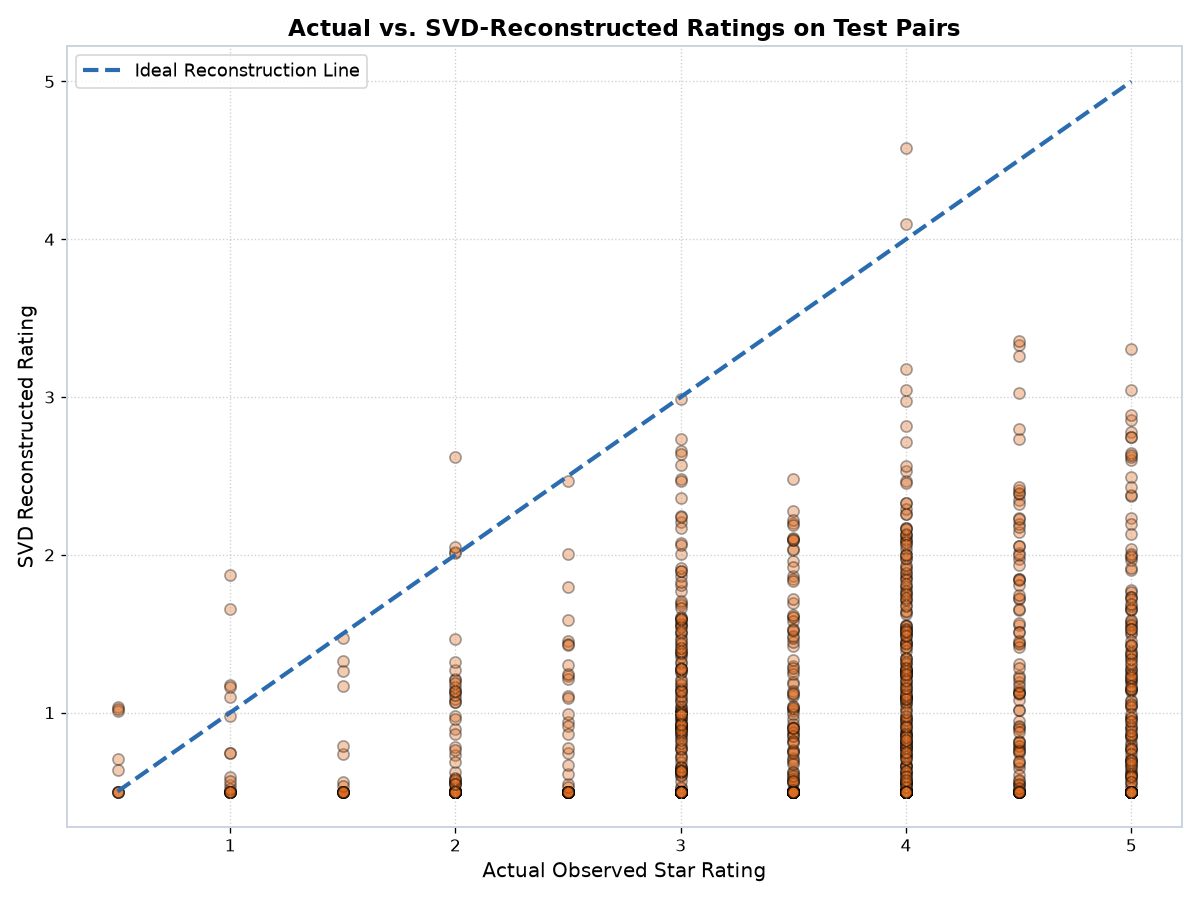 Actual vs. SVD-Reconstructed Ratings on Test Pairs
Ideal Reconstruction Line
5
4
3
2
1
SVD Reconstructed Rating
1
2
3
4
5
Actual Observed Star Rating